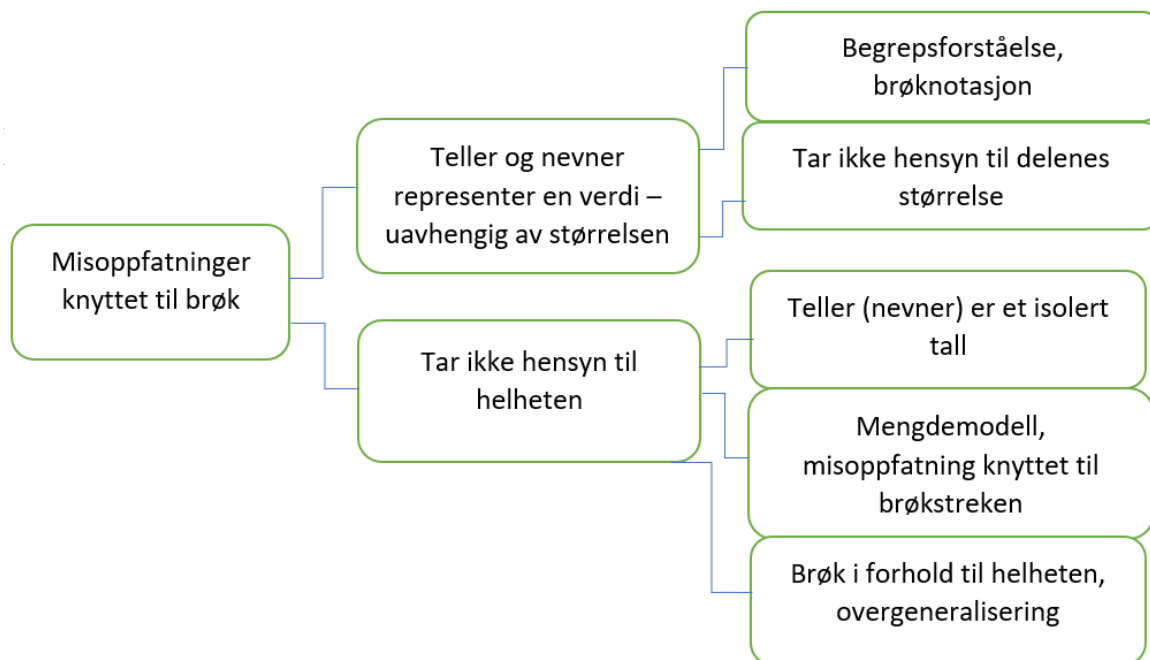 Misoppfatninger
knyttet til brøk
Teller og nevner
representer en verdi –
uavhengig av størrelsen
Tar ikke hensyn til
helheten
Begrepsforståelse,
brøknotasjon
Tar ikke hensyn til delenes
størrelse
Teller (nevner) er et isolert
tall
Mengdemodell,
misoppfatning knyttet til
brøkstreken
Brøk i forhold til helheten,
overgeneralisering